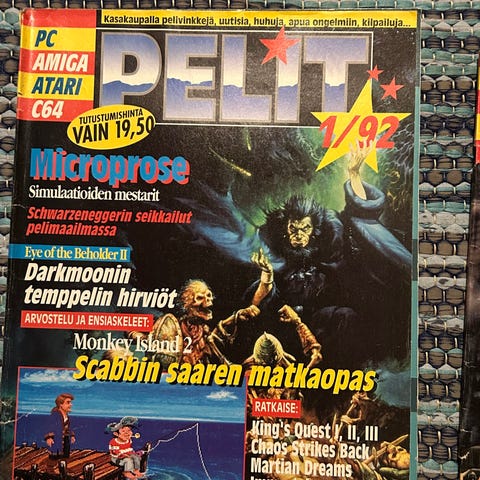 Kasakaupalla pelivinkkejä, uutisia, huhuja, apua ongelmiin, kilpailuja...
PC
AMIGA
ATARI
C64
PELIT
TUTUSTUMISHINTA
VAIN 19,50
1/92
Microprose
Simulaatioiden mestarit
Schwarzeneggerin seikkailut
pelimaailmassa
Eye of the Beholder II
Darkmoonin
temppelin hirviöt
ARVOSTELU JA ENSIASKELEET:
Monkey Island 2
Scabbin saaren matkaopas
RATKAISE:
King's Quest I, II, III
Chaos Strikes Back
Martian Dreams